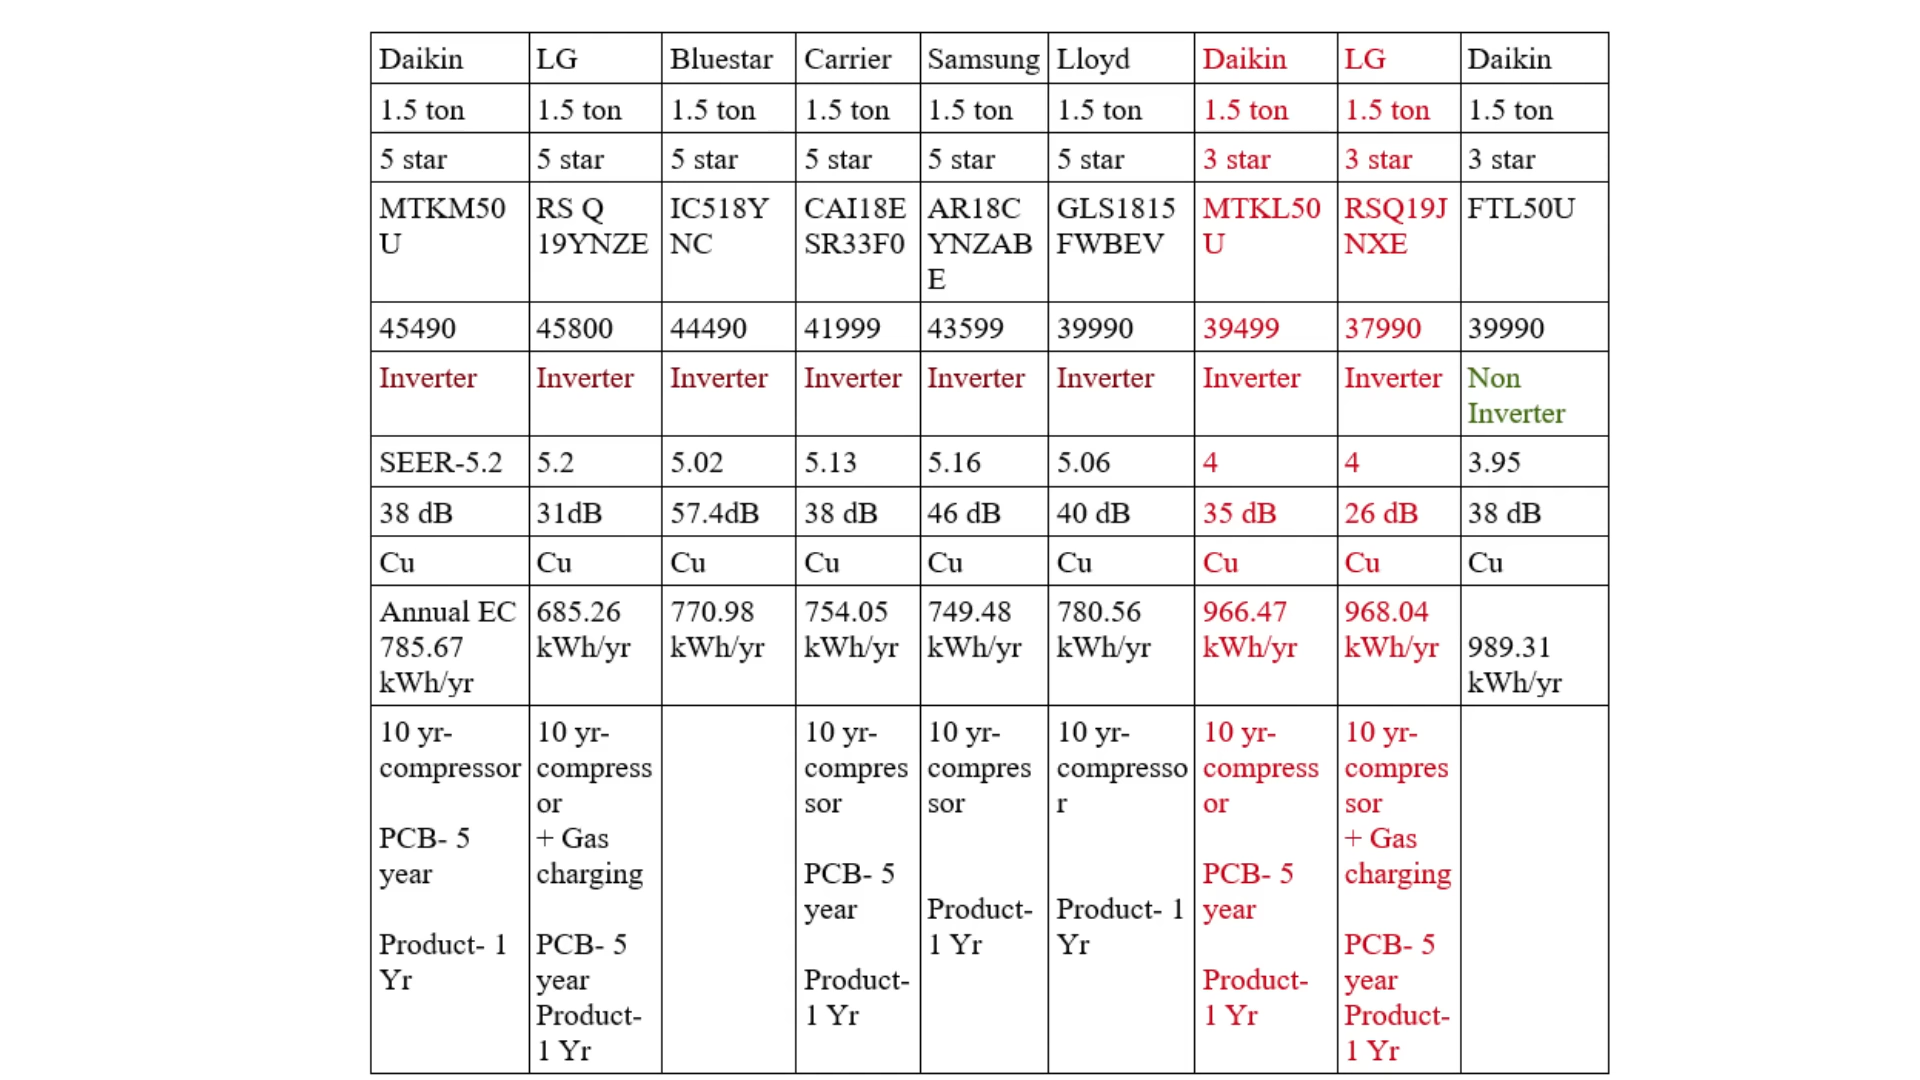 Daikin LG Bluestar Carrier Samsung Lloyd Daikin LG Daikin
1.5 ton 1.5 ton 1.5 ton 1.5 ton 1.5 ton 1.5 ton 1.5 ton 1.5 ton 1.5 ton
5 star 5 star 5 star 5 star 5 star 5 star 3 star 3 star 3 star
MTKM50 RS Q IC518Y CAI18E AR18C GLS1815 MTKL50 RSQ19J FTL50U
U 19YNZE NC SR33F0 YNZAB FWBEV U NXE
E
45490 45800 44490 41999 43599 39990 39499 37990 39990
Inverter Inverter Inverter Inverter Inverter Inverter Inverter Inverter Non
Inverter
SEER-5.2 5.2 5.02 5.13 5.16 5.06 4 4 3.95
38 dB 31dB 57.4dB 38 dB 46 dB 40 dB 35 dB 26 dB 38 dB
Cu Cu Cu Cu Cu Cu Cu Cu Cu
Annual EC 685.26 770.98 754.05 749.48 780.56 966.47 968.04
785.67 kWh/yr kWh/yr kWh/yr kWh/yr kWh/yr kWh/yr kWh/yr 989.31
kWh/yr kWh/yr
10 yr- 10 yr- 10 yr- 10 yr- 10 yr- 10 yr- 10 yr-
compressor compress compres compres compresso compress compres
or sor sor r or sor
PCB- 5 + Gas + Gas
year charging PCB- 5 PCB- 5 charging
year Product- Product- 1 year
Product- 1 PCB- 5 1 Yr Yr PCB- 5
Yr year Product- Product- year
Product- 1 Yr 1 Yr Product-
1 Yr 1 Yr